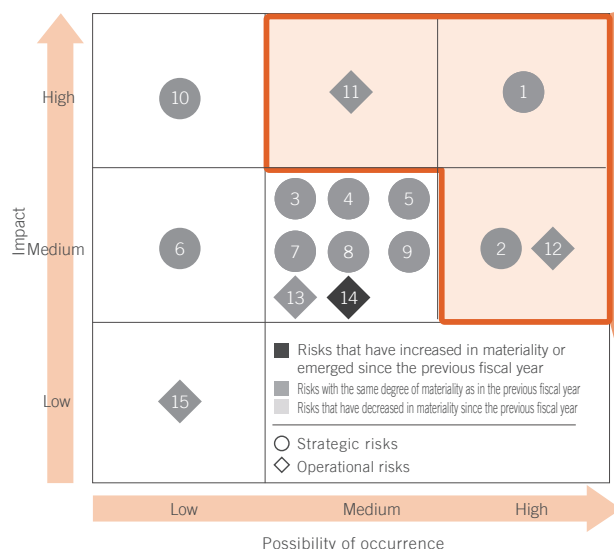 High
10
11
1
3
4
5
Impact
Medium
6
7
8
9
2
12
13
14
Risks that have increased in materiality or
emerged since the previous fiscal year
Risks with the same degree of materiality as in the previous fiscal year
Risks that have decreased in materiality since the previous fiscal year
Low
15
Strategic risks
Operational risks
Low
Medium
High
Possibility of occurrence